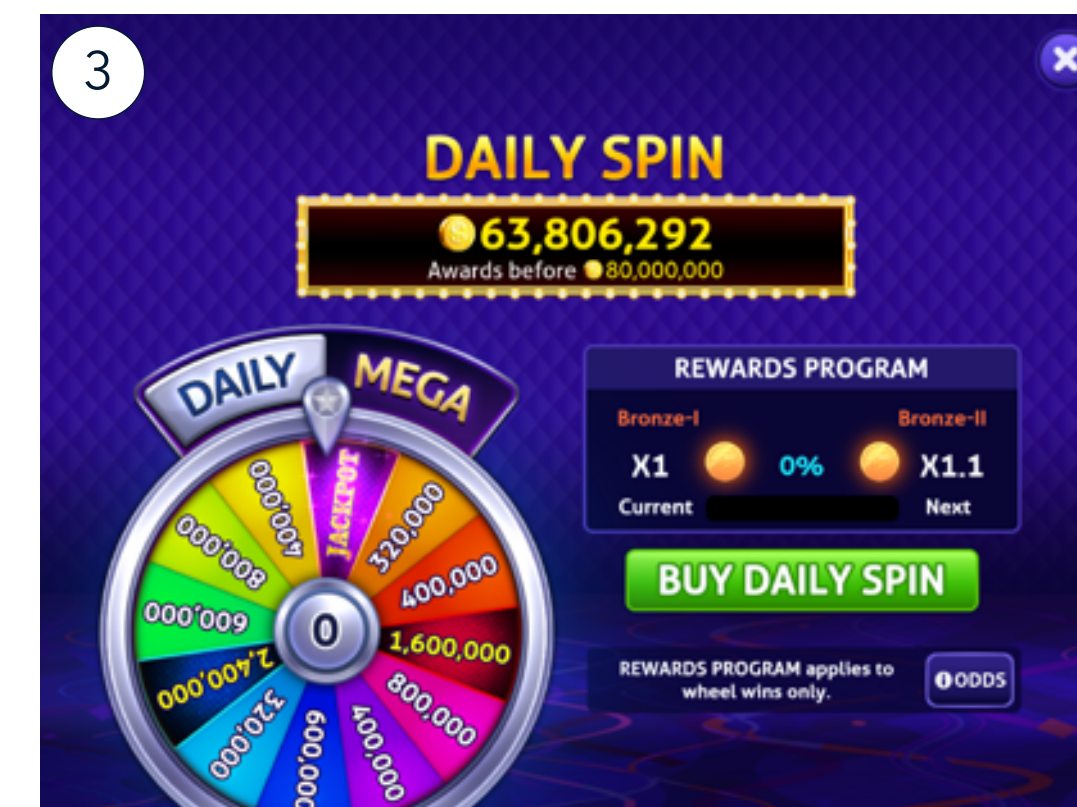 3
DAILY SPIN
63,806,292
Awards before 80,000,000
DAILY
MEGA
JACKPOT
320,000
400,000
1,600,000
800,000
400,000
600,000
320,000
2,400,000
600,000
800,000
400,000
0
REWARDS PROGRAM
Bronze-I
Bronze-II
X1
0%
X1.1
Current
Next
BUY DAILY SPIN
REWARDS PROGRAM applies to
wheel wins only.
ODDS